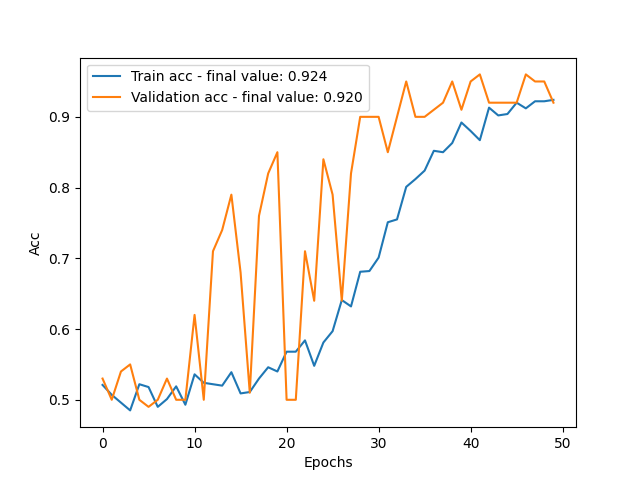 Train acc - final value: 0.924
Validation acc - final value: 0.920
0.9
0.8
0.7
0.6
0.5
Acc
0 10 20 30 40 50
Epochs